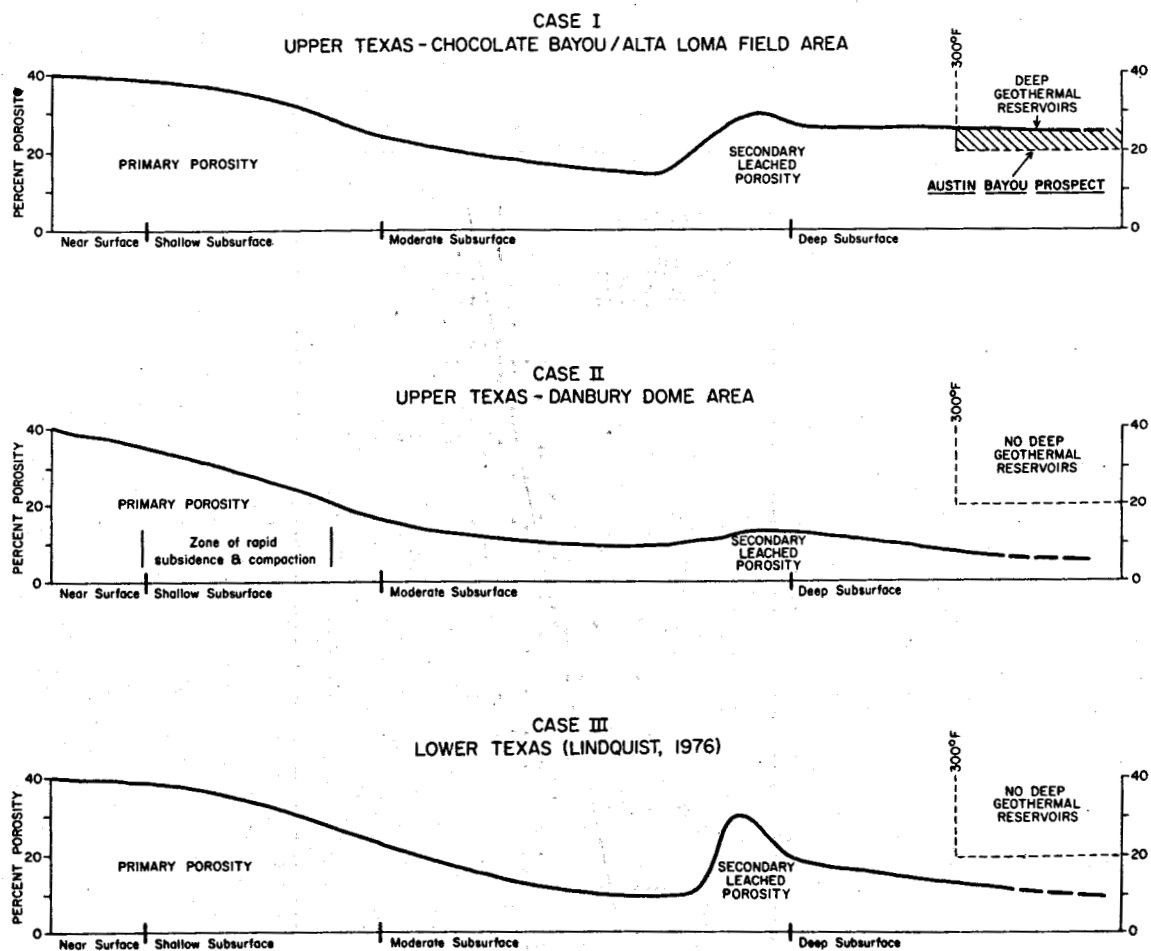 CASE I
UPPER TEXAS - CHOCOLATE BAYOU/ALTA LOMA FIELD AREA
300°F
40
20
0
PERCENT POROSITY
PRIMARY POROSITY
SECONDARY
LEACHED
POROSITY
DEEP
GEOTHERMAL
RESERVOIRS
AUSTIN BAYOU PROSPECT
40
20
0
Near Surface
Shallow Subsurface
Moderate Subsurface
Deep Subsurface
CASE II
UPPER TEXAS - DANBURY DOME AREA
300°F
40
20
0
PERCENT POROSITY
PRIMARY POROSITY
Zone of rapid
subsidence & compaction
SECONDARY
LEACHED
POROSITY
NO DEEP
GEOTHERMAL
RESERVOIRS
40
20
0
Near Surface
Shallow Subsurface
Moderate Subsurface
Deep Subsurface
CASE III
LOWER TEXAS (LINDQUIST, 1976)
300°F
40
20
0
PERCENT POROSITY
PRIMARY POROSITY
SECONDARY
LEACHED
POROSITY
NO DEEP
GEOTHERMAL
RESERVOIRS
40
20
0
Near Surface
Shallow Subsurface
Moderate Subsurface
Deep Subsurface